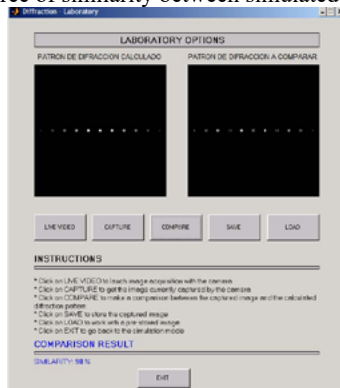 ree of similarity between simulated
Diffraction - Laboratory
LABORATORY OPTIONS
PATRON DE DIFRACCION CALCULADO
PATRON DE DIFRACCION A COMPARAR
LIVE VIDEO
CAPTURE
COMPARE
SAVE
LOAD
INSTRUCTIONS
* Click on LIVE VIDEO to launch image acquisition with the camera
* Click on CAPTURE to get the image currently captured by the camera
* Click on COMPARE to make a comparison between the captured image and the calculated
diffraction pattern
* Click on SAVE to store the captured image
* Click on LOAD to work with a pre-stored image
* Click on EXIT to go back to the simulation mode
COMPARISON RESULT
SIMILARITY: 98 %
EXIT